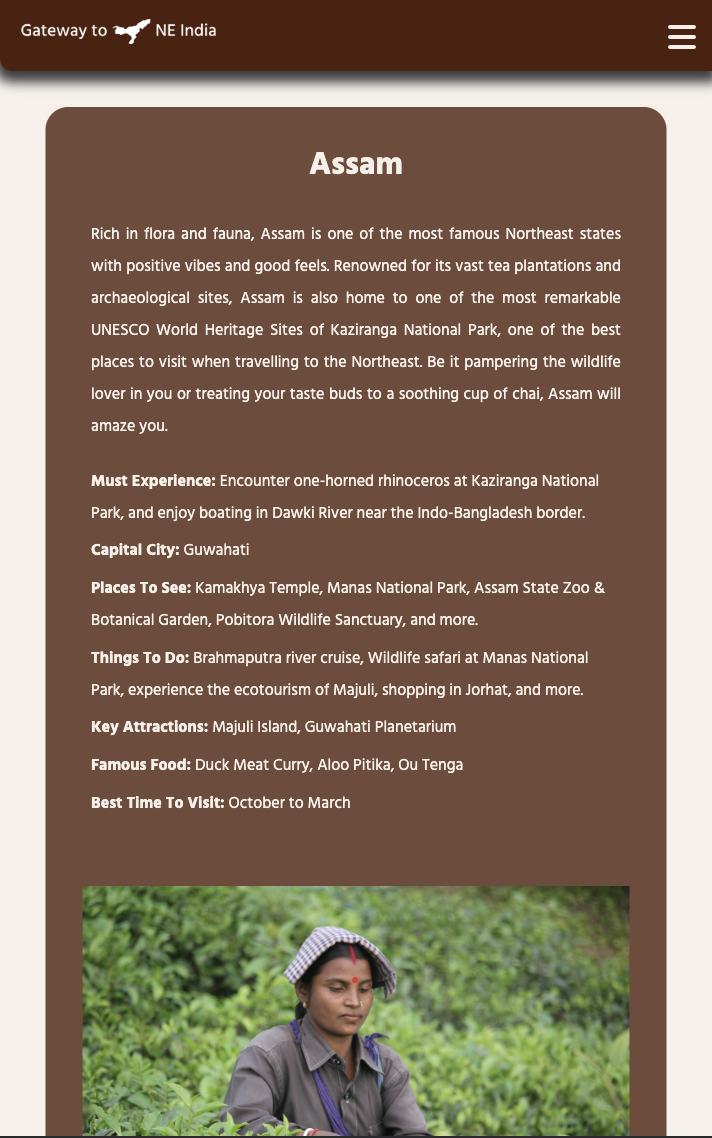 Gateway to NE India
Assam
Rich in flora and fauna, Assam is one of the most famous Northeast states
with positive vibes and good feels. Renowned for its vast tea plantations and
archaeological sites, Assam is also home to one of the most remarkable
UNESCO World Heritage Sites of Kaziranga National Park, one of the best
places to visit when travelling to the Northeast. Be it pampering the wildlife
lover in you or treating your taste buds to a soothing cup of chai, Assam will
amaze you.
Must Experience: Encounter one-horned rhinoceros at Kaziranga National
Park, and enjoy boating in Dawki River near the Indo-Bangladesh border.
Capital City: Guwahati
Places To See: Kamakhya Temple, Manas National Park, Assam State Zoo &
Botanical Garden, Pobitora Wildlife Sanctuary, and more.
Things To Do: Brahmaputra river cruise, Wildlife safari at Manas National
Park, experience the ecotourism of Majuli, shopping in Jorhat, and more.
Key Attractions: Majuli Island, Guwahati Planetarium
Famous Food: Duck Meat Curry, Aloo Pitika, Ou Tenga
Best Time To Visit: October to March